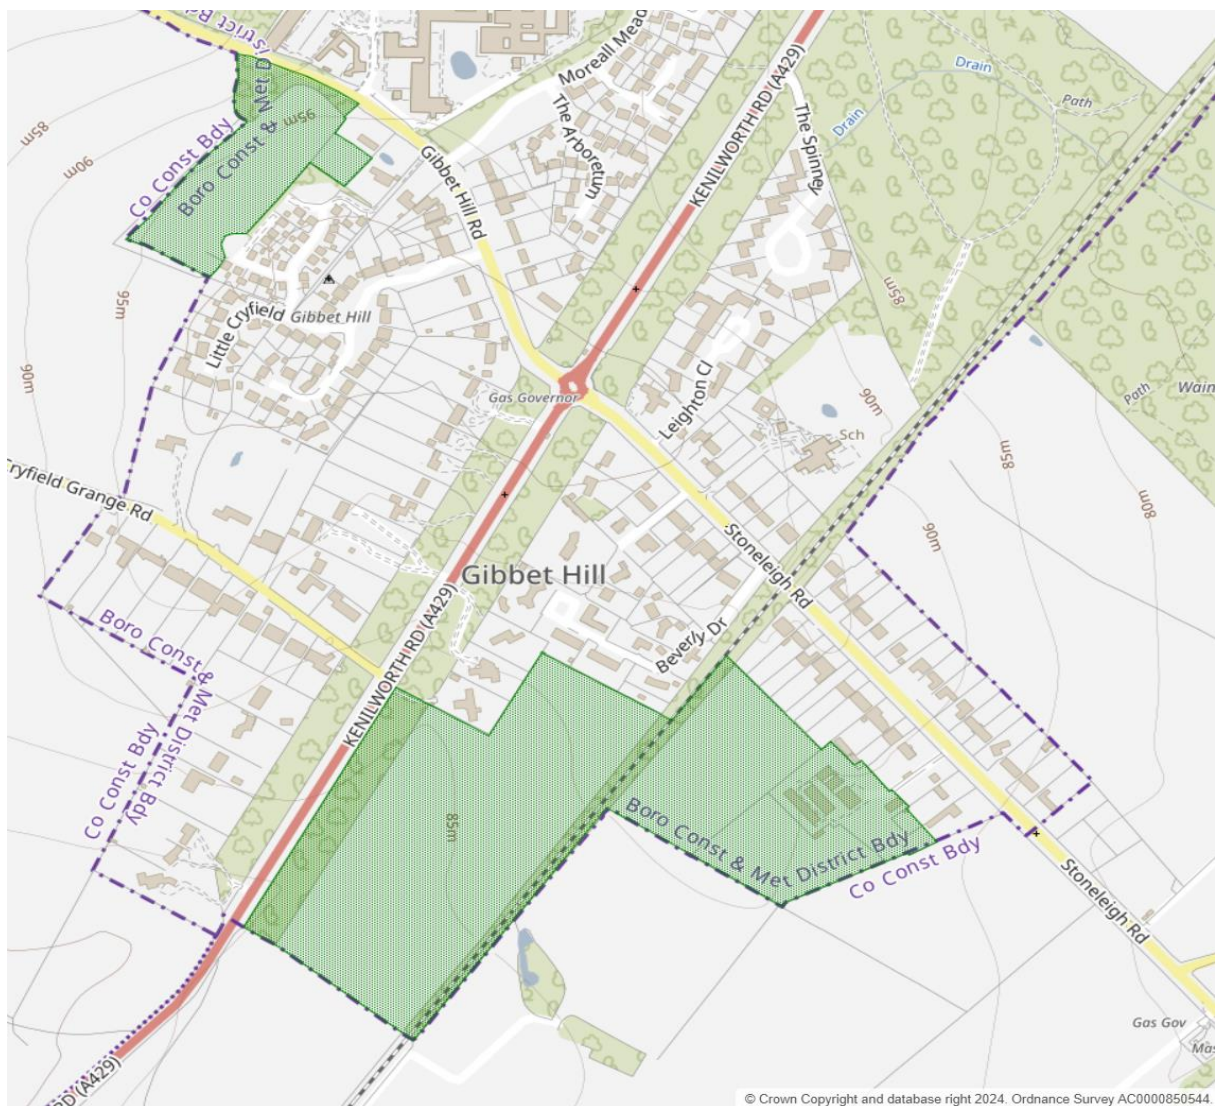 strict Bdy
Boro Const & Met D
Co Const Bdy
85m
90m
95m
Moreall Mead
The Arboretum
Gibbet Hill Rd
KENILWORTH RD (A429)
The Spinney
Drain
Drain
Path
85m
95m
90m
Little Cryfield
Gibbet Hill
Gas Governor
Leighton Cl
90m
Sch
Path
Wain
85m
80m
90m
Cryfield Grange Rd
Gibbet Hill
Stoneleigh Rd
KENILWORTH RD (A429)
Beverly Dr
Boro Const & Met District Bdy
Co Const Bdy
85m
Boro Const & Met District Bdy
Co Const Bdy
Stoneleigh Rd
Gas Gov
Mas
RD (A429)
© Crown Copyright and database right 2024. Ordnance Survey AC0000850544.